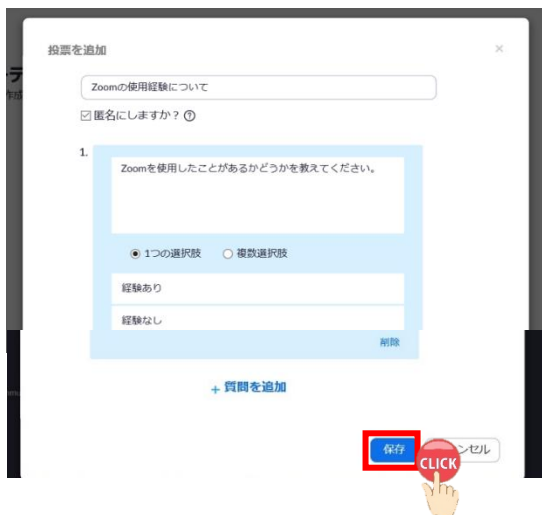 投票を追加
×
Zoomの使用経験について
匿名にしますか？
1.
Zoomを使用したことがあるかどうかを教えてください。
1つの選択肢 複数選択肢
経験あり
経験なし
削除
+ 質問を追加
保存
ンセル
CLICK